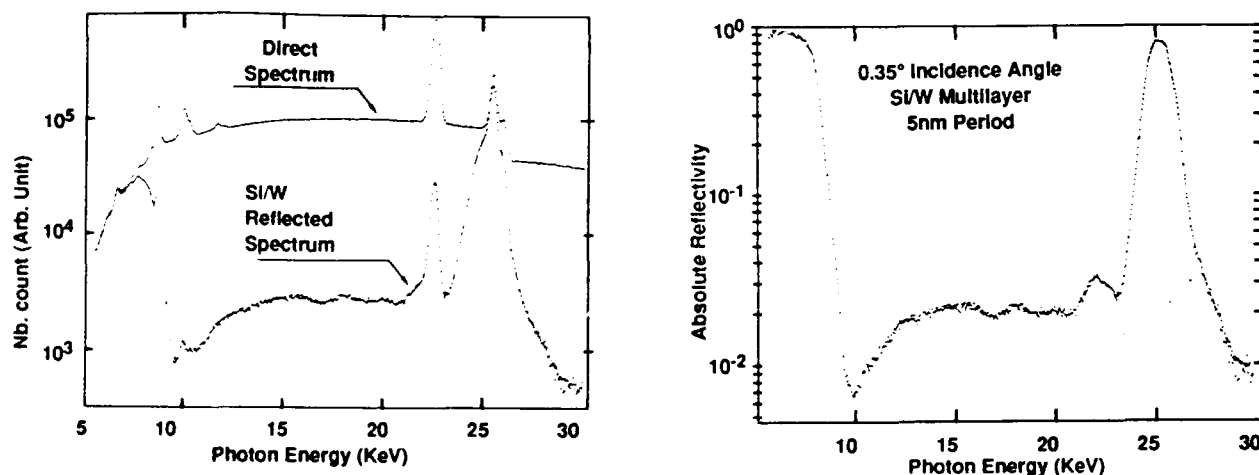 Direct
Spectrum
Si/W
Reflected
Spectrum
Nb. count (Arb. Unit)
10^5
10^4
10^3
5
10
15
20
25
30
Photon Energy (KeV)
0.35° Incidence Angle
Si/W Multilayer
5nm Period
Absolute Reflectivity
10^0
10^-1
10^-2
10
15
20
25
30
Photon Energy (KeV)